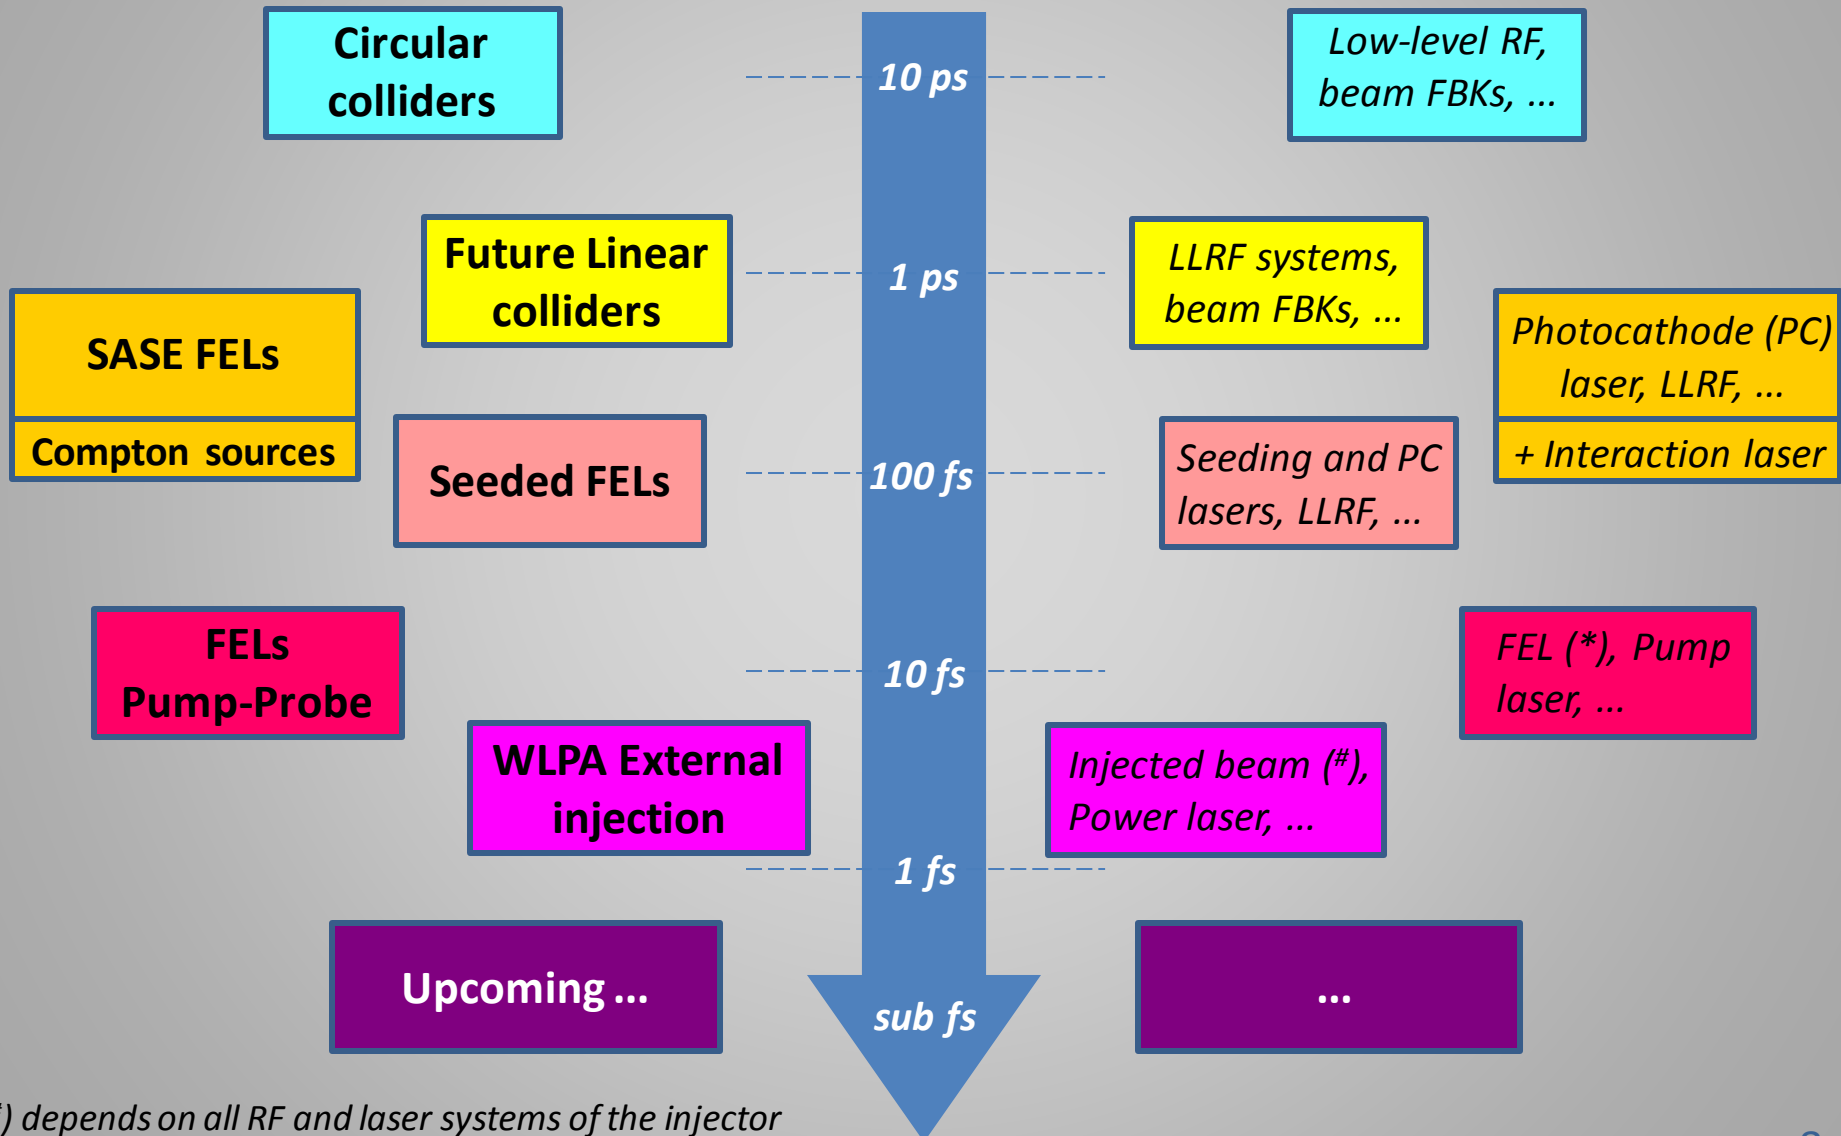 Circular
colliders
10 ps
Low-level RF,
beam FBKs, ...
Future Linear
colliders
1 ps
LLRF systems,
beam FBKs, ...
SASE FELs
Compton sources
Photocathode (PC)
laser, LLRF, ...
+ Interaction laser
Seeded FELs
100 fs
Seeding and PC
lasers, LLRF, ...
FELs
Pump-Probe
10 fs
FEL (*), Pump
laser, ...
WLPA External
injection
Injected beam (#),
Power laser, ...
1 fs
Upcoming ...
sub fs
...
) depends on all RF and laser systems of the injector